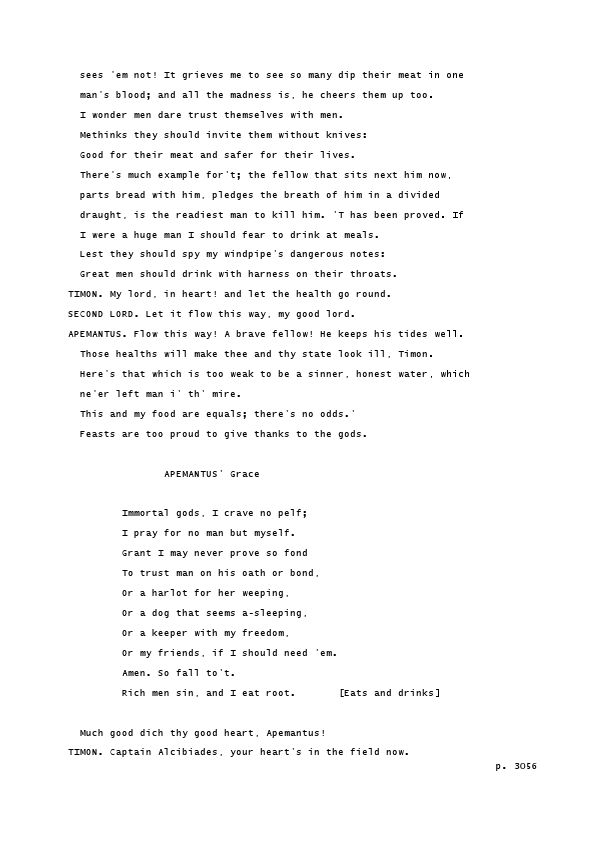 sees 'em not! It grieves me to see so many dip their meat in one
man's blood; and all the madness is, he cheers them up too.
I wonder men dare trust themselves with men.
Methinks they should invite them without knives:
Good for their meat and safer for their lives.
There's much example for't; the fellow that sits next him now,
parts bread with him, pledges the breath of him in a divided
draught, is the readiest man to kill him. 'T has been proved. If
I were a huge man I should fear to drink at meals.
Lest they should spy my windpipe's dangerous notes:
Great men should drink with harness on their throats.
TIMON. My lord, in heart! and let the health go round.
SECOND LORD. Let it flow this way, my good lord.
APEMANTUS. Flow this way! A brave fellow! He keeps his tides well.
Those healths will make thee and thy state look ill, Timon.
Here's that which is too weak to be a sinner, honest water, which
ne'er left man i' th' mire.
This and my food are equals; there's no odds.'
Feasts are too proud to give thanks to the gods.
APEMANTUS' Grace
Immortal gods, I crave no pelf;
I pray for no man but myself.
Grant I may never prove so fond
To trust man on his oath or bond,
Or a harlot for her weeping,
Or a dog that seems a-sleeping,
Or a keeper with my freedom,
Or my friends, if I should need 'em.
Amen. So fall to't.
Rich men sin, and I eat root. [Eats and drinks]
Much good dich thy good heart, Apemantus!
TIMON. Captain Alcibiades, your heart's in the field now.
p. 3056